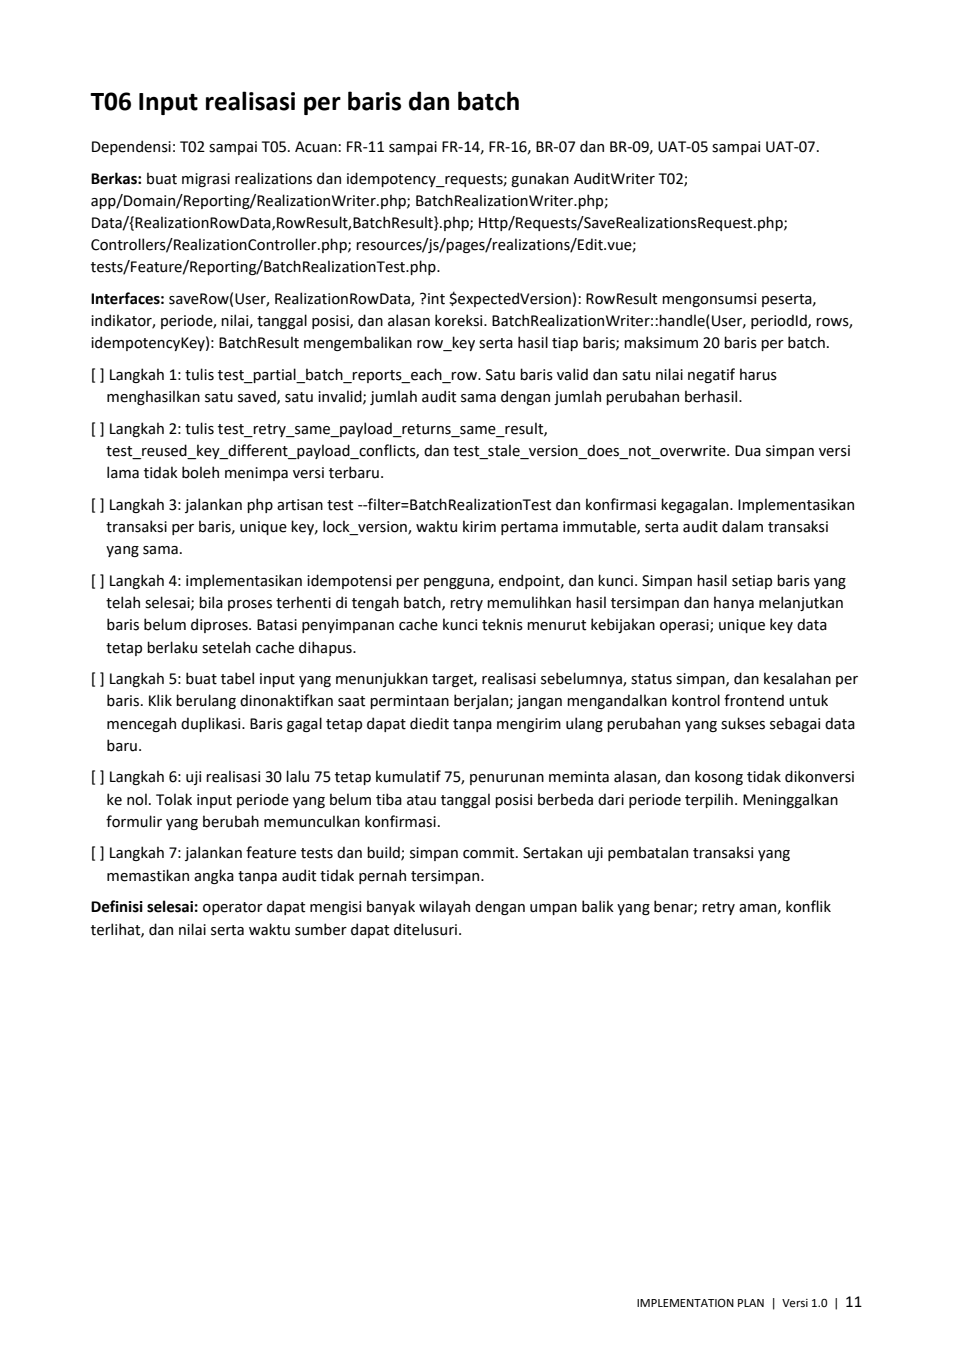 T06 Input realisasi per baris dan batch
Dependensi: T02 sampai T05. Acuan: FR-11 sampai FR-14, FR-16, BR-07 dan BR-09, UAT-05 sampai UAT-07.
Berkas: buat migrasi realizations dan idempotency_requests; gunakan AuditWriter T02;
app/Domain/Reporting/RealizationWriter.php; BatchRealizationWriter.php;
Data/{RealizationRowData,RowResult,BatchResult}.php; Http/Requests/SaveRealizationsRequest.php;
Controllers/RealizationController.php; resources/js/pages/realizations/Edit.vue;
tests/Feature/Reporting/BatchRealizationTest.php.
Interfaces: saveRow(User, RealizationRowData, ?int $expectedVersion): RowResult mengonsumsi peserta,
indikator, periode, nilai, tanggal posisi, dan alasan koreksi. BatchRealizationWriter::handle(User, periodId, rows,
idempotencyKey): BatchResult mengembalikan row_key serta hasil tiap baris; maksimum 20 baris per batch.
[ ] Langkah 1: tulis test_partial_batch_reports_each_row. Satu baris valid dan satu nilai negatif harus
menghasilkan satu saved, satu invalid; jumlah audit sama dengan jumlah perubahan berhasil.
[ ] Langkah 2: tulis test_retry_same_payload_returns_same_result,
test_reused_key_different_payload_conflicts, dan test_stale_version_does_not_overwrite. Dua simpan versi
lama tidak boleh menimpa versi terbaru.
[ ] Langkah 3: jalankan php artisan test --filter=BatchRealizationTest dan konfirmasi kegagalan. Implementasikan
transaksi per baris, unique key, lock_version, waktu kirim pertama immutable, serta audit dalam transaksi
yang sama.
[ ] Langkah 4: implementasikan idempotensi per pengguna, endpoint, dan kunci. Simpan hasil setiap baris yang
telah selesai; bila proses terhenti di tengah batch, retry memulihkan hasil tersimpan dan hanya melanjutkan
baris belum diproses. Batasi penyimpanan cache kunci teknis menurut kebijakan operasi; unique key data
tetap berlaku setelah cache dihapus.
[ ] Langkah 5: buat tabel input yang menunjukkan target, realisasi sebelumnya, status simpan, dan kesalahan per
baris. Klik berulang dinonaktifkan saat permintaan berjalan; jangan mengandalkan kontrol frontend untuk
mencegah duplikasi. Baris gagal tetap dapat diedit tanpa mengirim ulang perubahan yang sukses sebagai data
baru.
[ ] Langkah 6: uji realisasi 30 lalu 75 tetap kumulatif 75, penurunan meminta alasan, dan kosong tidak dikonversi
ke nol. Tolak input periode yang belum tiba atau tanggal posisi berbeda dari periode terpilih. Meninggalkan
formulir yang berubah memunculkan konfirmasi.
[ ] Langkah 7: jalankan feature tests dan build; simpan commit. Sertakan uji pembatalan transaksi yang
memastikan angka tanpa audit tidak pernah tersimpan.
Definisi selesai: operator dapat mengisi banyak wilayah dengan umpan balik yang benar; retry aman, konflik
terlihat, dan nilai serta waktu sumber dapat ditelusuri.
IMPLEMENTATION PLAN | Versi 1.0 | 11